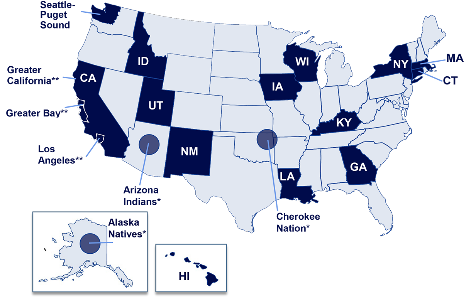 Seattle-
Puget
Sound
ID
WI
NY
MA
CT
Greater
California**
CA
IA
UT
Greater Bay**
KY
Los
Angeles**
NM
LA
GA
Arizona
Indians*
Cherokee
Nation*
Alaska
Natives*
HI